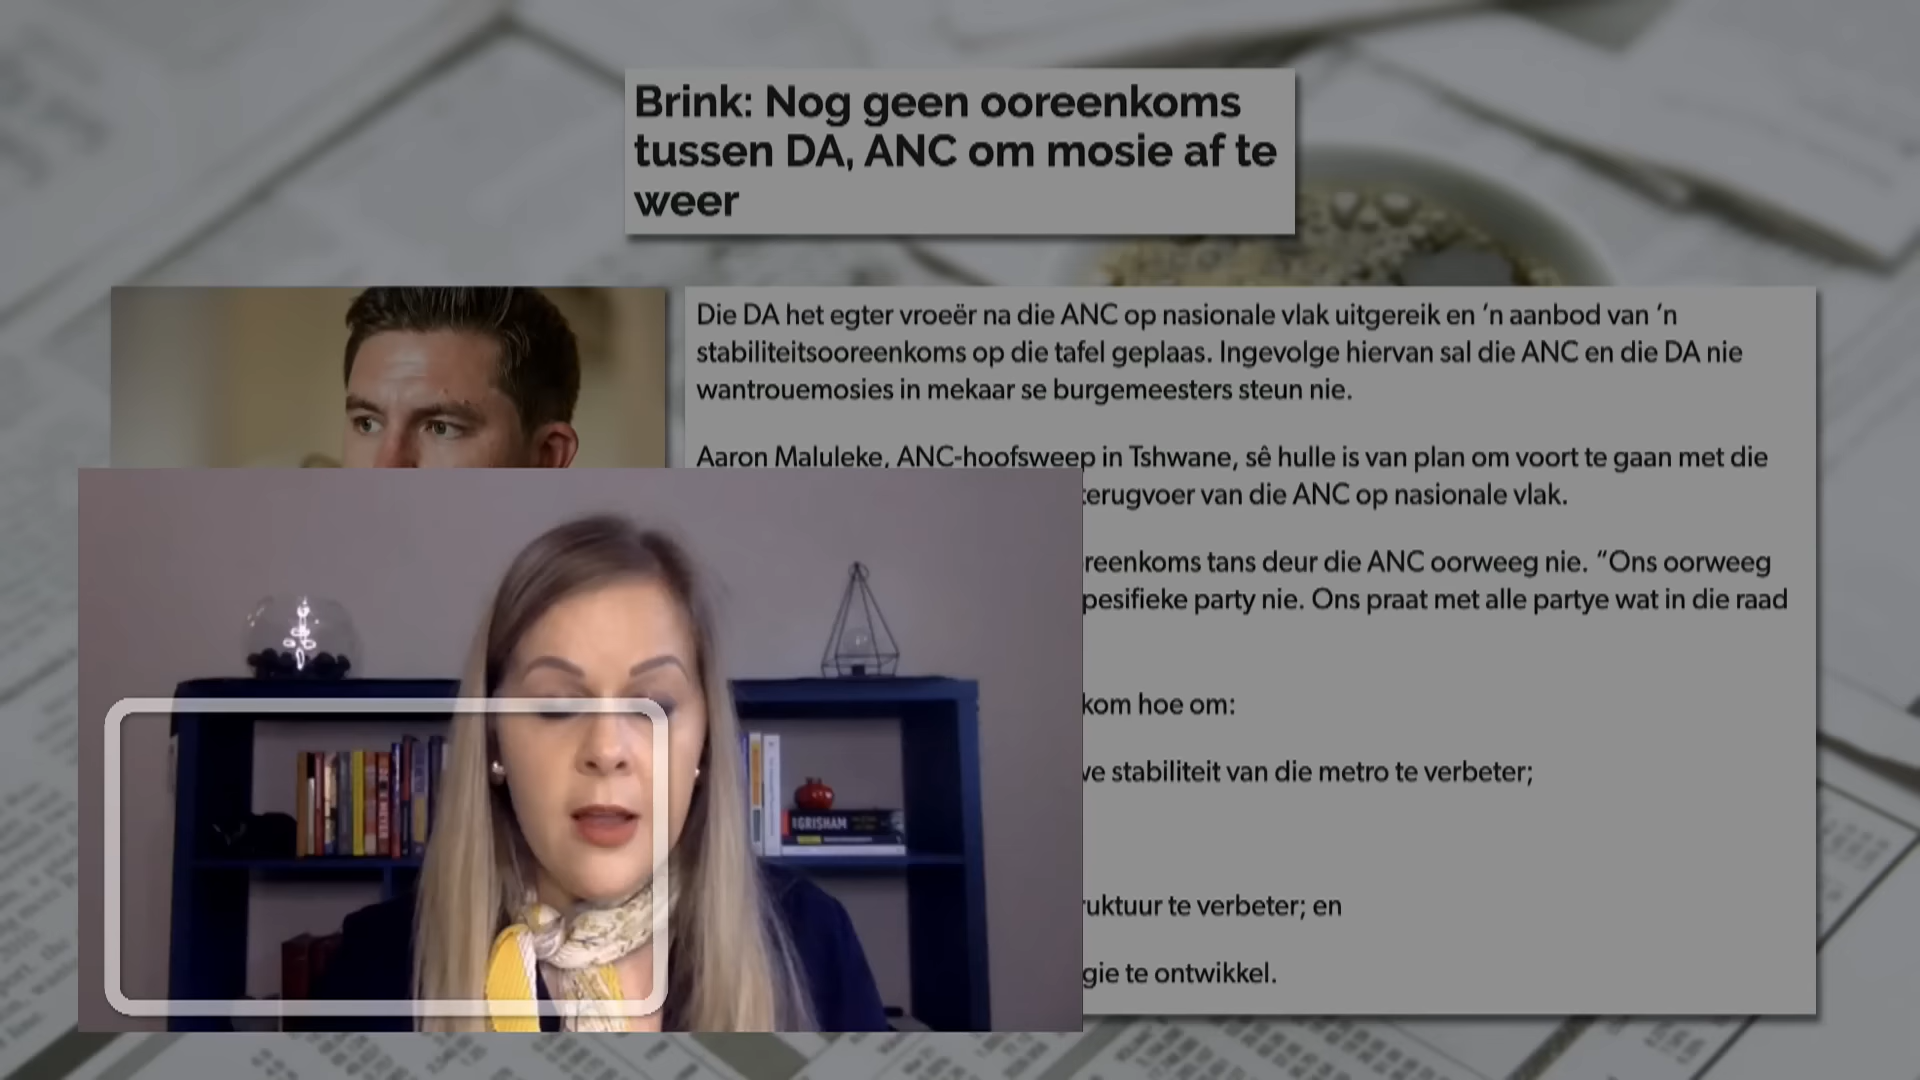 Brink: Nog geen ooreenkoms
tussen DA, ANC om mosie af te
weer
Die DA het egter vroeër na die ANC op nasionale vlak uitgereik en ’n aanbod van ’n
stabiliteitsooreenkoms op die tafel geplaas. Ingevolge hiervan sal die ANC en die DA nie
wantrouemosies in mekaar se burgemeesters steun nie.
Aaron Maluleke, ANC-hoofsweep in Tshwane, sê hulle is van plan om voort te gaan met die
terugvoer van die ANC op nasionale vlak.
reenkoms tans deur die ANC oorweeg nie. “Ons oorweeg
pesifieke party nie. Ons praat met alle partye wat in die raad
kom hoe om:
we stabiliteit van die metro te verbeter;
ruktuur te verbeter; en
gie te ontwikkel.
GRISHAM